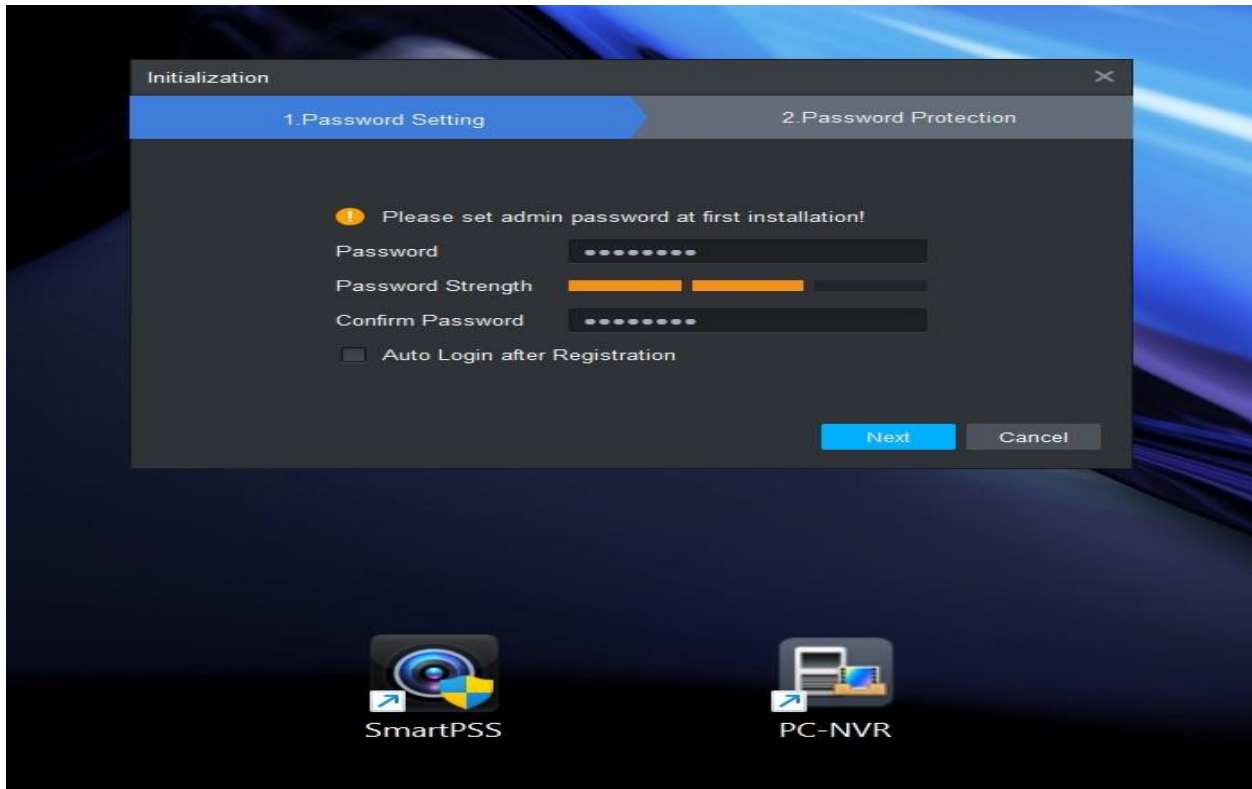 Initialization
1.Password Setting
2.Password Protection
Please set admin password at first installation!
Password
Password Strength
Confirm Password
Auto Login after Registration
Next
Cancel
SmartPSS
PC-NVR